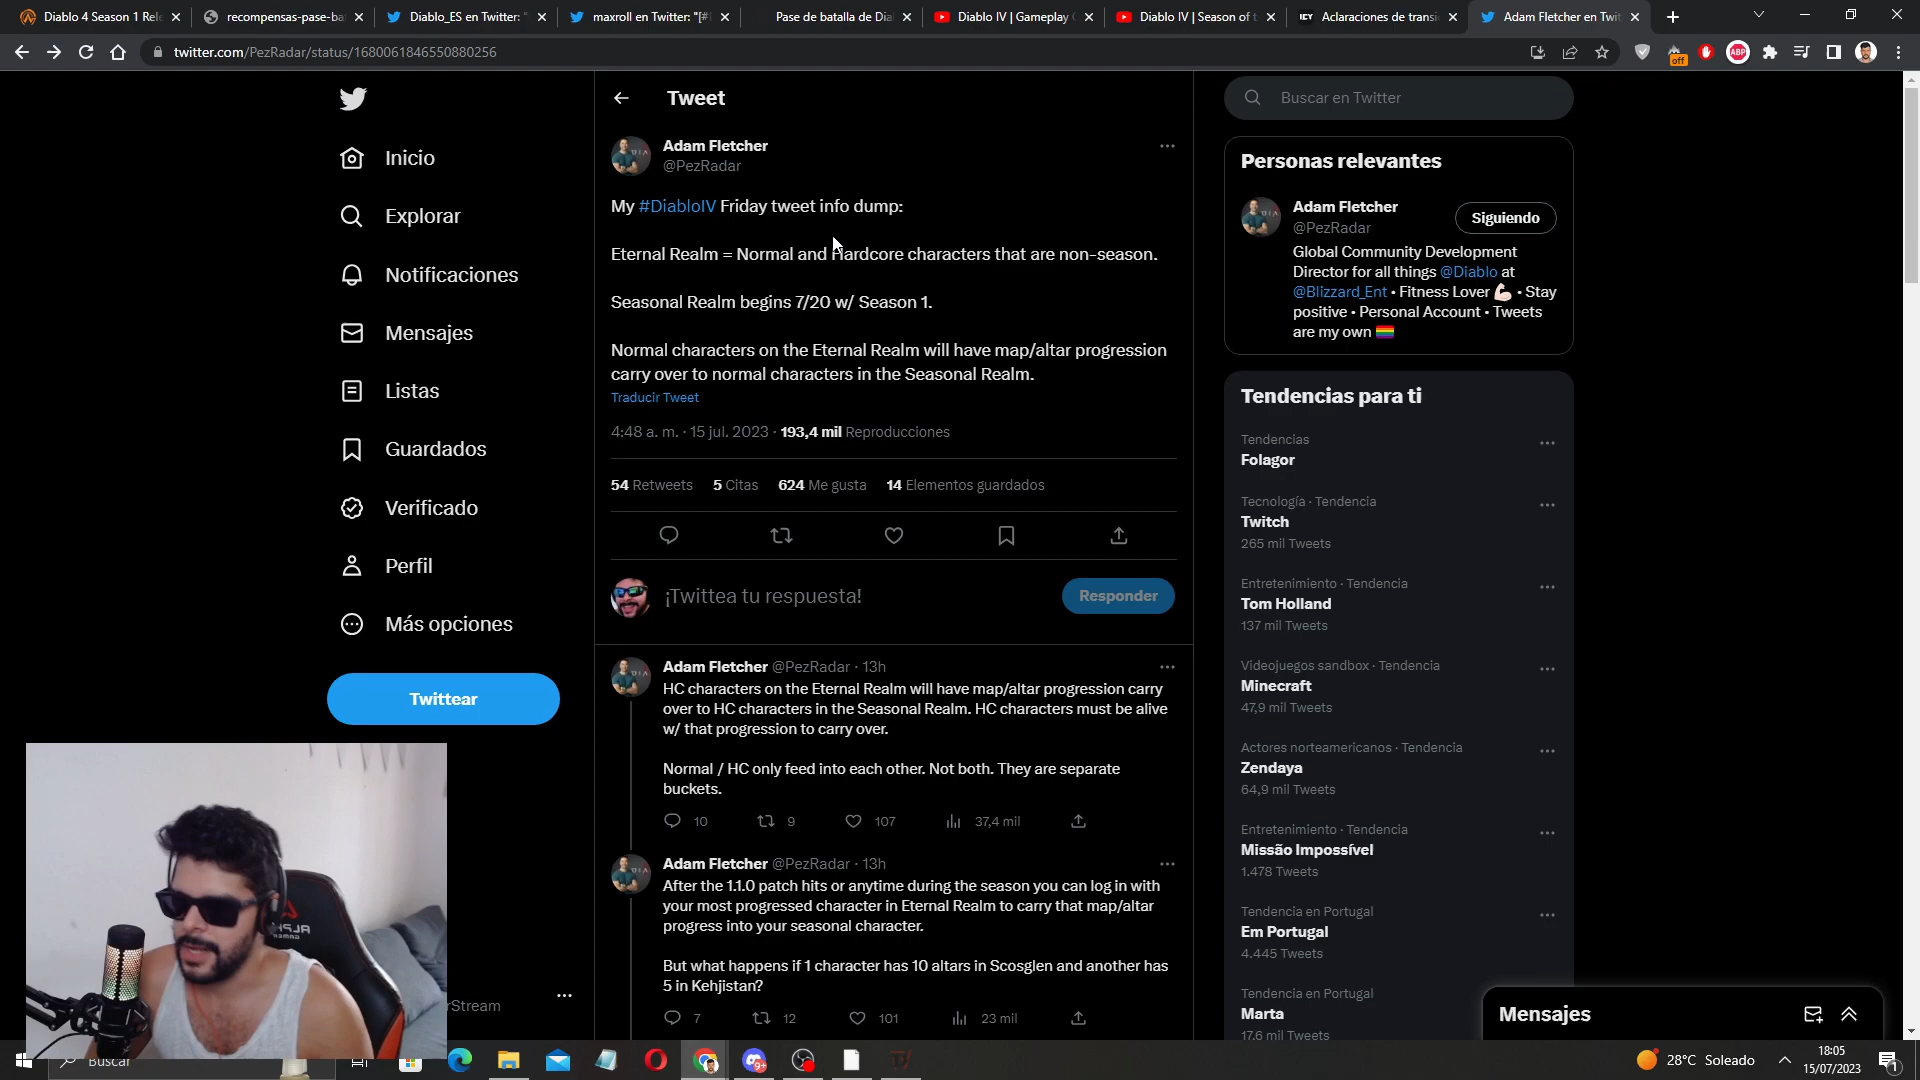 Diablo 4 Season 1 Rele
recompensas-pase-ba
Diablo_ES en Twitter: "
maxroll en Twitter: "[#
Pase de batalla de Dia
Diablo IV | Gameplay
Diablo IV | Season of t
ICY Aclaraciones de transi
Adam Fletcher en Twit
twitter.com/PezRadar/status/1680061846550880256
off
ABP
Inicio
Explorar
Notificaciones
Mensajes
Listas
Guardados
Verificado
Perfil
Más opciones
Twittear
rStream
Tweet
Adam Fletcher
@PezRadar
My #DiabloIV Friday tweet info dump:
Eternal Realm = Normal and Hardcore characters that are non-season.
Seasonal Realm begins 7/20 w/ Season 1.
Normal characters on the Eternal Realm will have map/altar progression
carry over to normal characters in the Seasonal Realm.
Traducir Tweet
4:48 a. m. · 15 jul. 2023 · 193,4 mil Reproducciones
54 Retweets 5 Citas 624 Me gusta 14 Elementos guardados
¡Twittea tu respuesta!
Responder
Adam Fletcher @PezRadar · 13h
HC characters on the Eternal Realm will have map/altar progression carry
over to HC characters in the Seasonal Realm. HC characters must be alive
w/ that progression to carry over.
Normal / HC only feed into each other. Not both. They are separate
buckets.
10 9 107 37,4 mil
Adam Fletcher @PezRadar · 13h
After the 1.1.0 patch hits or anytime during the season you can log in with
your most progressed character in Eternal Realm to carry that map/altar
progress into your seasonal character.
But what happens if 1 character has 10 altars in Scosglen and another has
5 in Kehjistan?
7 12 101 23 mil
Buscar en Twitter
Personas relevantes
Adam Fletcher
@PezRadar
Siguiendo
Global Community Development
Director for all things @Diablo at
@Blizzard_Ent • Fitness Lover 💪🏻 • Stay
positive • Personal Account • Tweets
are my own 🏳️‍🌈
Tendencias para ti
Tendencias
Folagor
Tecnología · Tendencia
Twitch
265 mil Tweets
Entretenimiento · Tendencia
Tom Holland
137 mil Tweets
Videojuegos sandbox · Tendencia
Minecraft
47,9 mil Tweets
Actores norteamericanos · Tendencia
Zendaya
64,9 mil Tweets
Entretenimiento · Tendencia
Missão Impossível
1.478 Tweets
Tendencia en Portugal
Em Portugal
4.445 Tweets
Tendencia en Portugal
Marta
17,6 mil Tweets
Mensajes
Buscar
9+
28°C Soleado
18:05
15/07/2023
1